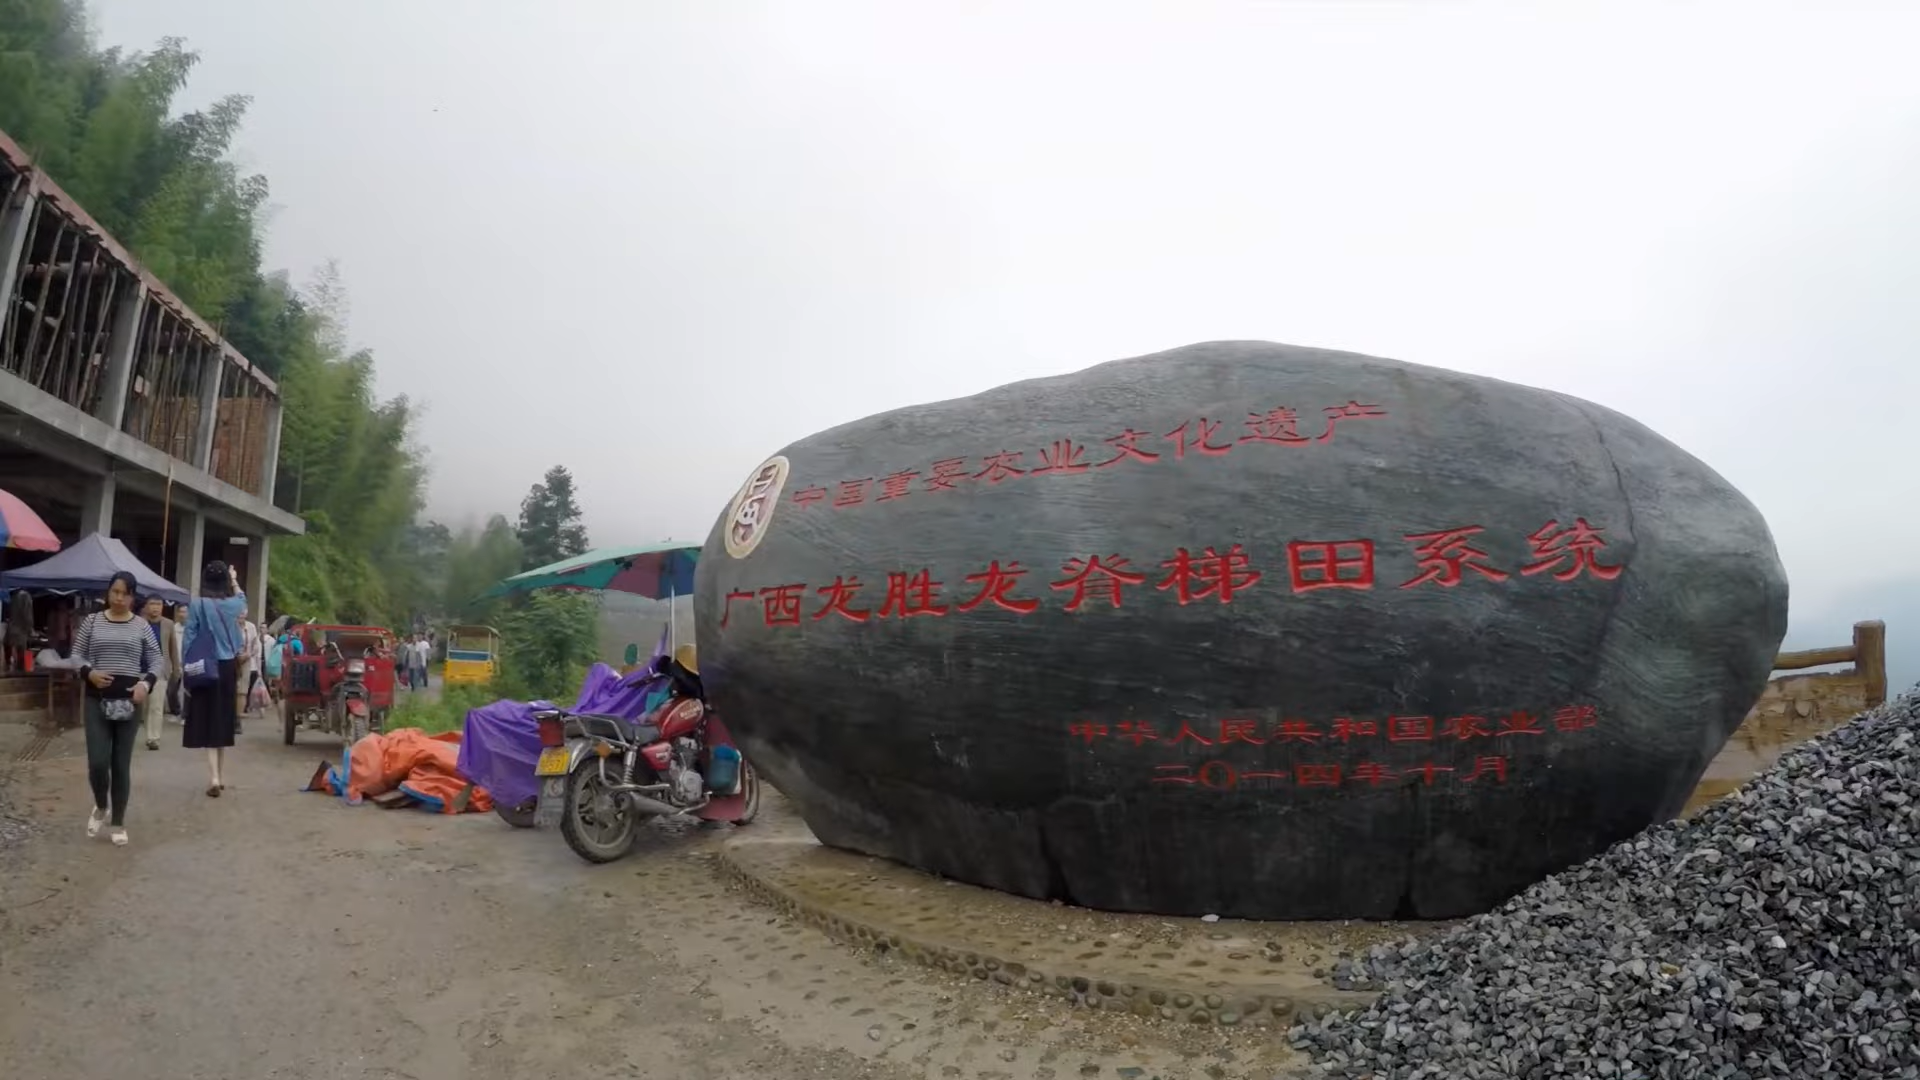 中国重要农业文化遗产
广西龙胜龙脊梯田系统
中华人民共和国农业部
二〇一四年十月